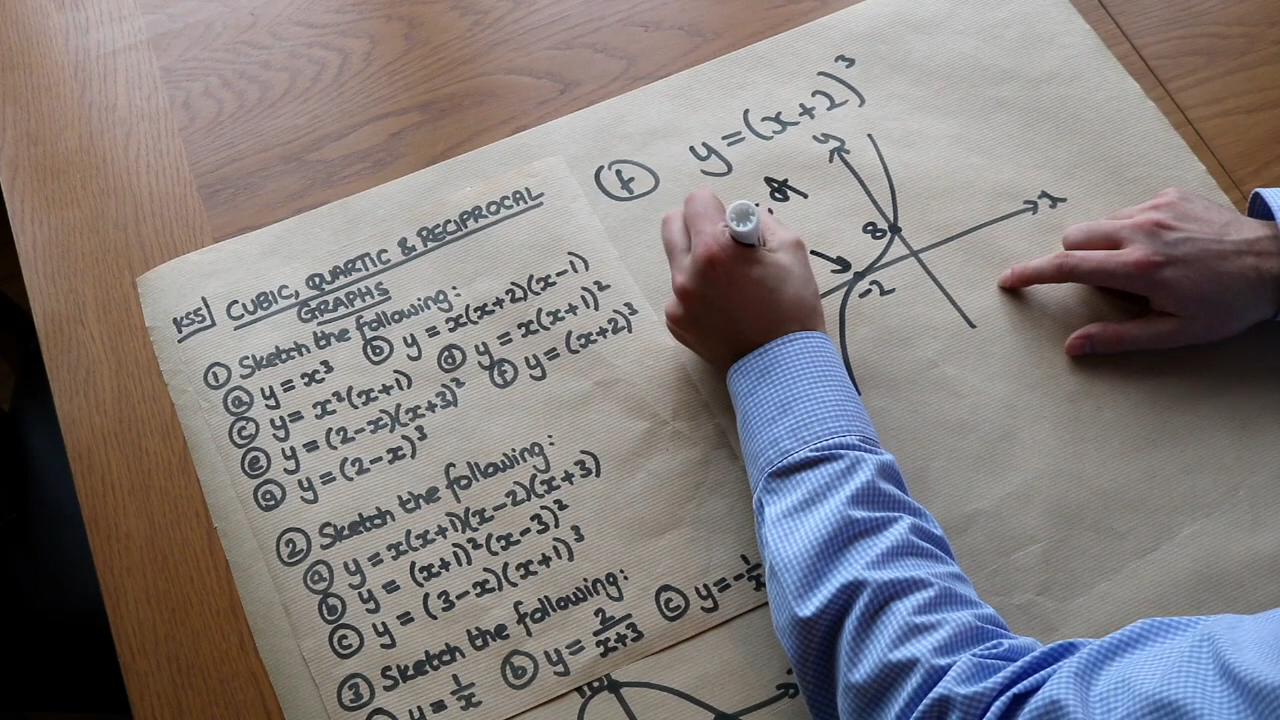 KS5 CUBIC, QUARTIC & RECIPROCAL
GRAPHS
① Sketch the following:
ⓐ y = x³ ⓑ y = x(x+2)(x-1)
ⓒ y = x²(x+1) ⓓ y = x(x+1)²
ⓔ y = (2-x)(x+3)² ⓕ y = (x+2)³
ⓖ y = (2-x)³
② Sketch the following:
ⓐ y = x(x+1)(x-2)(x+3)
ⓑ y = (x+1)²(x-3)²
ⓒ y = (3-x)(x+1)³
③ Sketch the following:
y = 1/x ⓑ y = 2/(x+3) ⓒ y = -1/x
ⓕ y = (x+2)³
y
x
8
-2